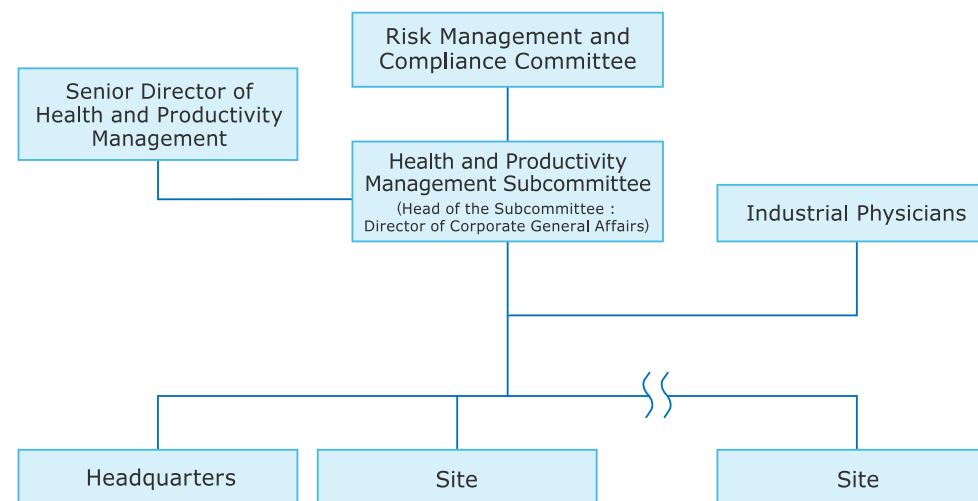 Risk Management and
Compliance Committee
Senior Director of
Health and Productivity
Management
Health and Productivity
Management Subcommittee
(Head of the Subcommittee :
Director of Corporate General Affairs)
Industrial Physicians
Headquarters
Site
Site